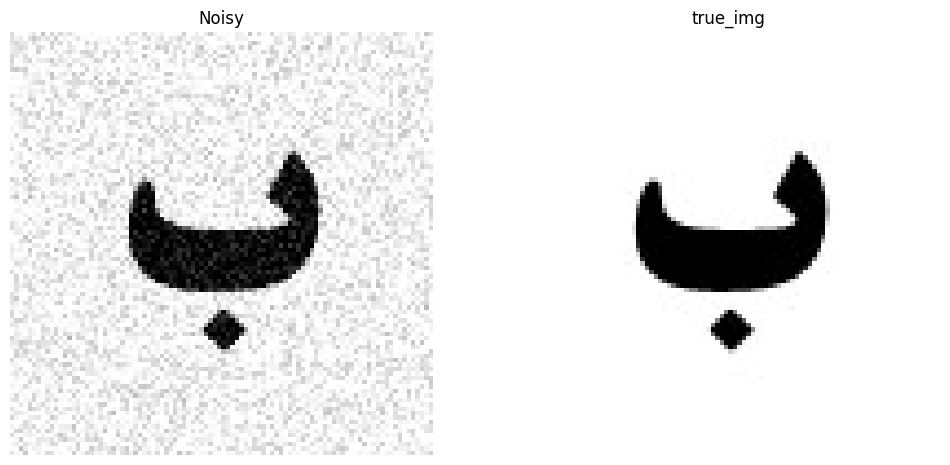 Noisy true_img
ب ب